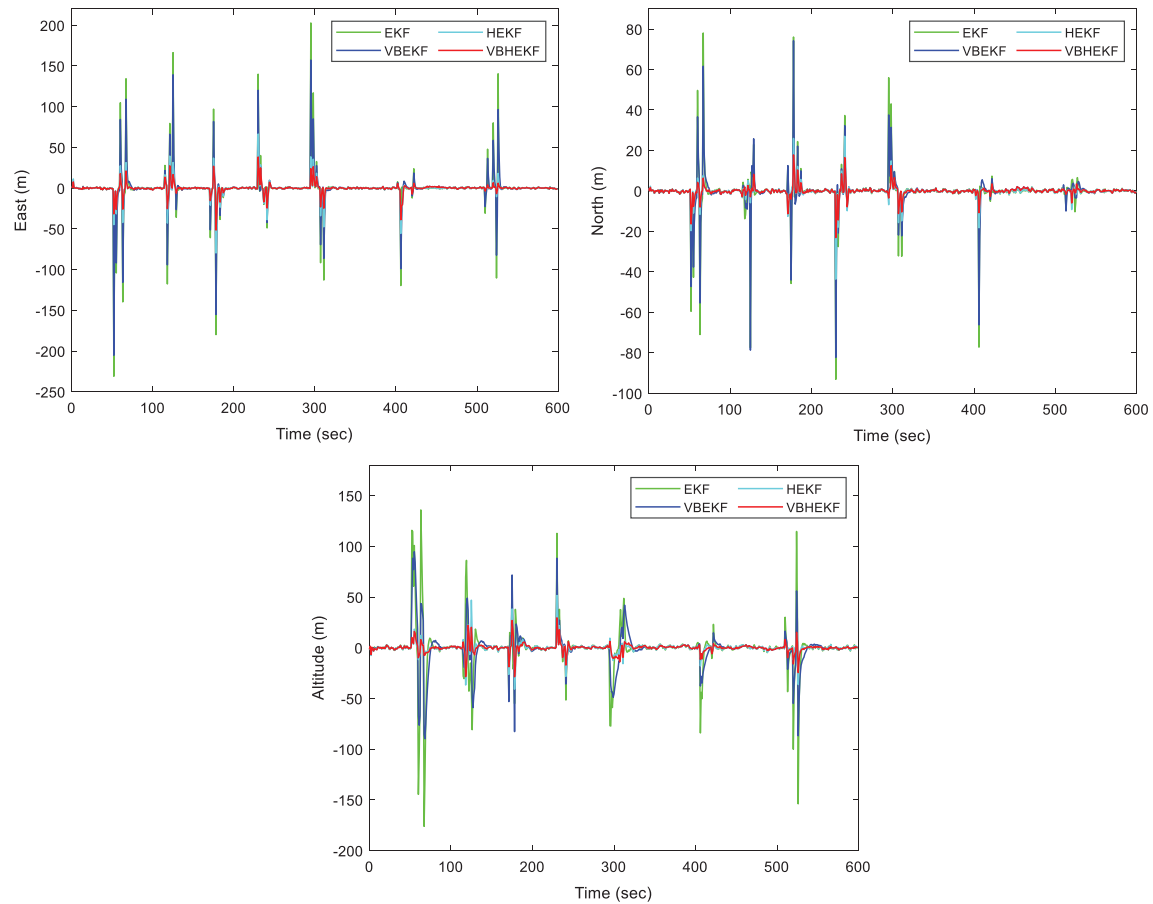 200
150
100
50
0
-50
-100
-150
-200
-250
East (m)
0 100 200 300 400 500 600
Time (sec)
EKF HEKF
VBEKF VBHEKF
80
60
40
20
0
-20
-40
-60
-80
-100
North (m)
0 100 200 300 400 500 600
Time (sec)
EKF HEKF
VBEKF VBHEKF
150
100
50
0
-50
-100
-150
-200
Altitude (m)
0 100 200 300 400 500 600
Time (sec)
EKF HEKF
VBEKF VBHEKF